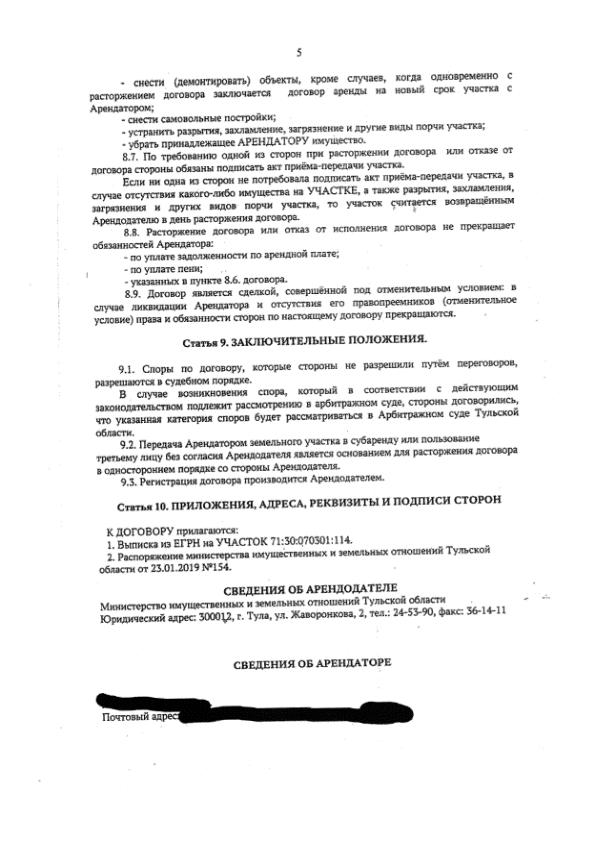 5
- снести (демонтировать) объекты, кроме случаев, когда одновременно с
расторжением договора заключается договор аренды на новый срок участка с
Арендатором;
- снести самовольные постройки;
- устранить разрытия, захламление, загрязнение и другие виды порчи участка;
- убрать принадлежащее АРЕНДАТОРУ имущество.
8.7. По требованию одной из сторон при расторжении договора или отказе от
договора стороны обязаны подписать акт приёма-передачи участка.
Если ни одна из сторон не потребовала подписать акт приёма-передачи участка, в
случае отсутствия какого-либо имущества на УЧАСТКЕ, а также разрытия, захламления,
загрязнения и других видов порчи участка, то участок считается возвращённым
Арендодателю в день расторжения договора.
8.8. Расторжение договора или отказ от исполнения договора не прекращает
обязанностей Арендатора:
- по уплате задолженности по арендной плате;
- по уплате пени;
- указанных в пункте 8.6. договора.
8.9. Договор является сделкой, совершённой под отменительным условием: в
случае ликвидации Арендатора и отсутствия его правопреемников (отменительное
условие) права и обязанности сторон по настоящему договору прекращаются.
Статья 9. ЗАКЛЮЧИТЕЛЬНЫЕ ПОЛОЖЕНИЯ.
9.1. Споры по договору, которые стороны не разрешили путём переговоров,
разрешаются в судебном порядке.
В случае возникновения спора, который в соответствии с действующим
законодательством подлежит рассмотрению в арбитражном суде, стороны договорились,
что указанная категория споров будет рассматриваться в Арбитражном суде Тульской
области.
9.2. Передача Арендатором земельного участка в субаренду или пользование
третьему лицу без согласия Арендодателя является основанием для расторжения договора
в одностороннем порядке со стороны Арендодателя.
9.3. Регистрация договора производится Арендодателем.
Статья 10. ПРИЛОЖЕНИЯ, АДРЕСА, РЕКВИЗИТЫ И ПОДПИСИ СТОРОН
К ДОГОВОРУ прилагаются:
1. Выписка из ЕГРН на УЧАСТОК 71:30:070301:114.
2. Распоряжение министерства имущественных и земельных отношений Тульской
области от 23.01.2019 №154.
СВЕДЕНИЯ ОБ АРЕНДОДАТЕЛЕ
Министерство имущественных и земельных отношений Тульской области
Юридический адрес: 300012, г. Тула, ул. Жаворонкова, 2, тел.: 24-53-90, факс: 36-14-11
СВЕДЕНИЯ ОБ АРЕНДАТОРЕ
Почтовый адрес: